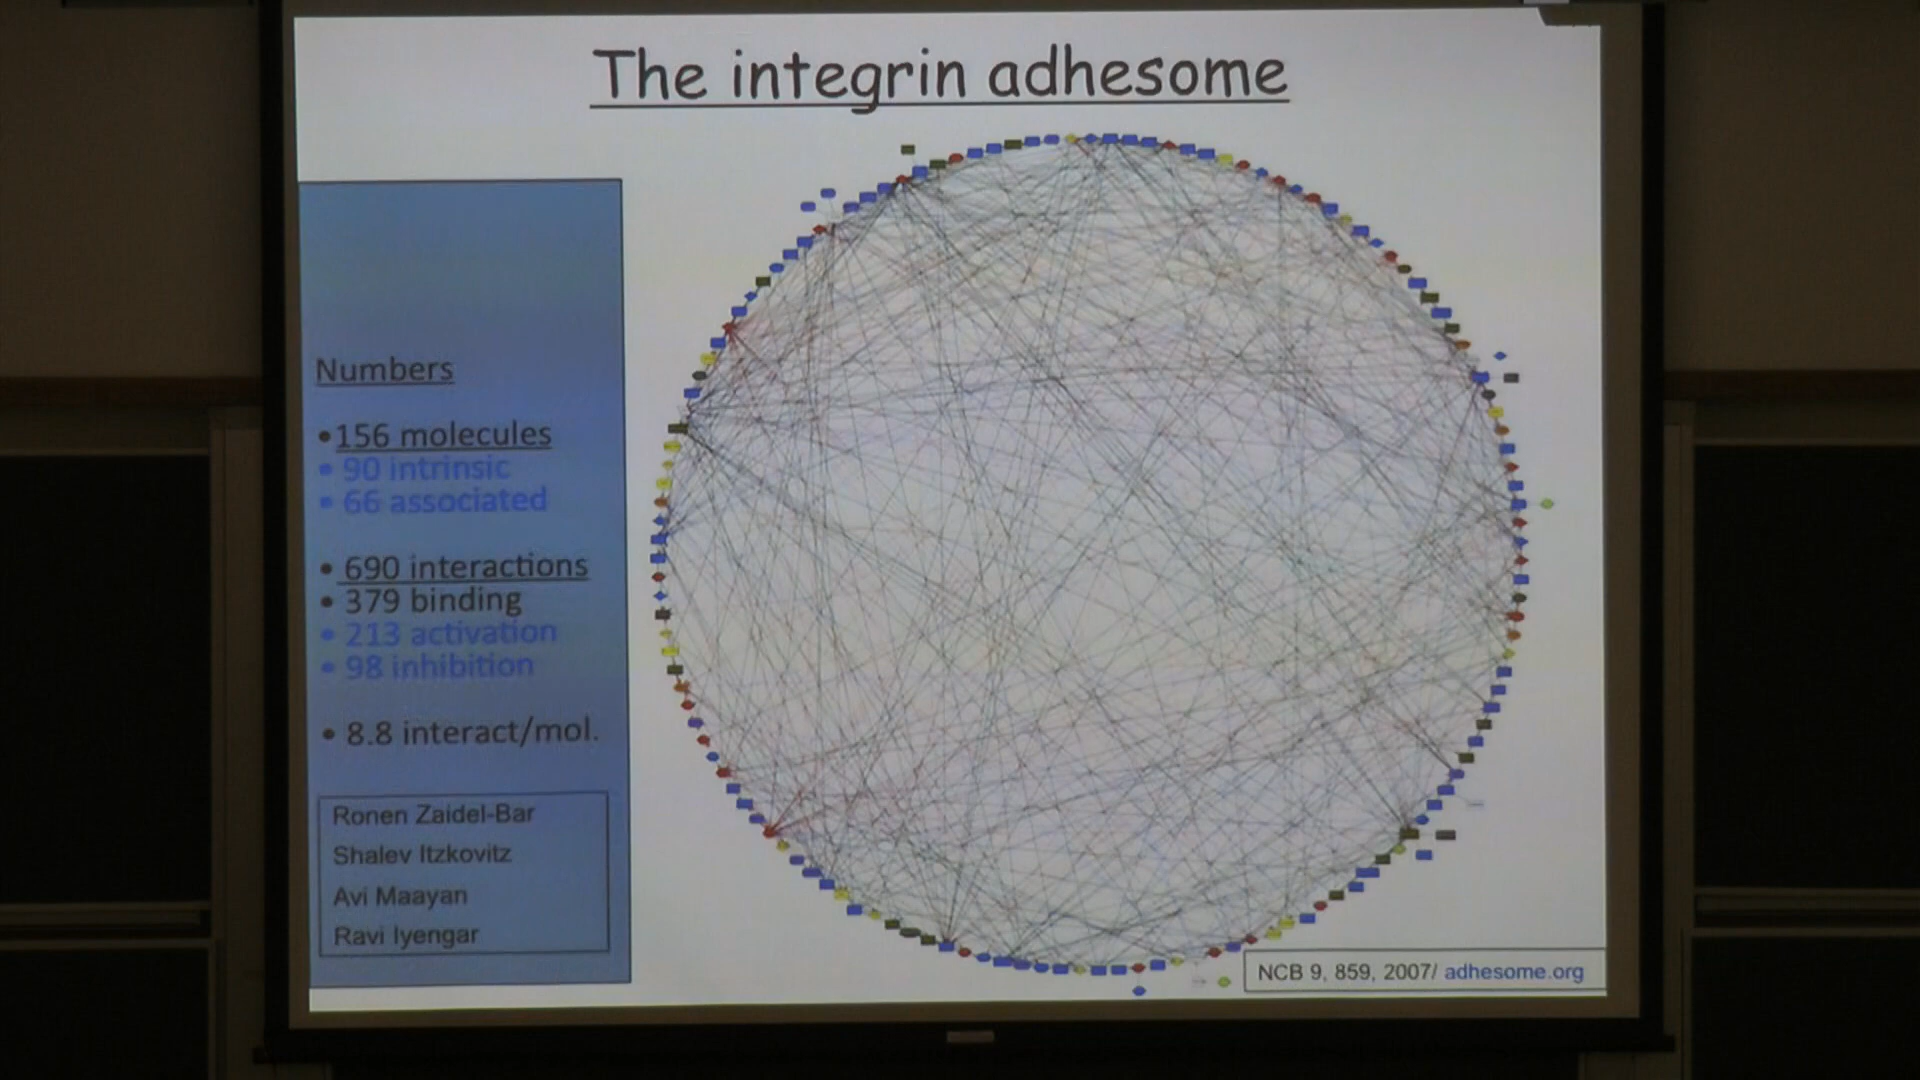 The integrin adhesome
Numbers
•156 molecules
• 90 intrinsic
• 66 associated
• 690 interactions
• 379 binding
• 213 activation
• 98 inhibition
• 8.8 interact/mol.
Ronen Zaidel-Bar
Shalev Itzkovitz
Avi Maayan
Ravi Iyengar
NCB 9, 859, 2007/ adhesome.org